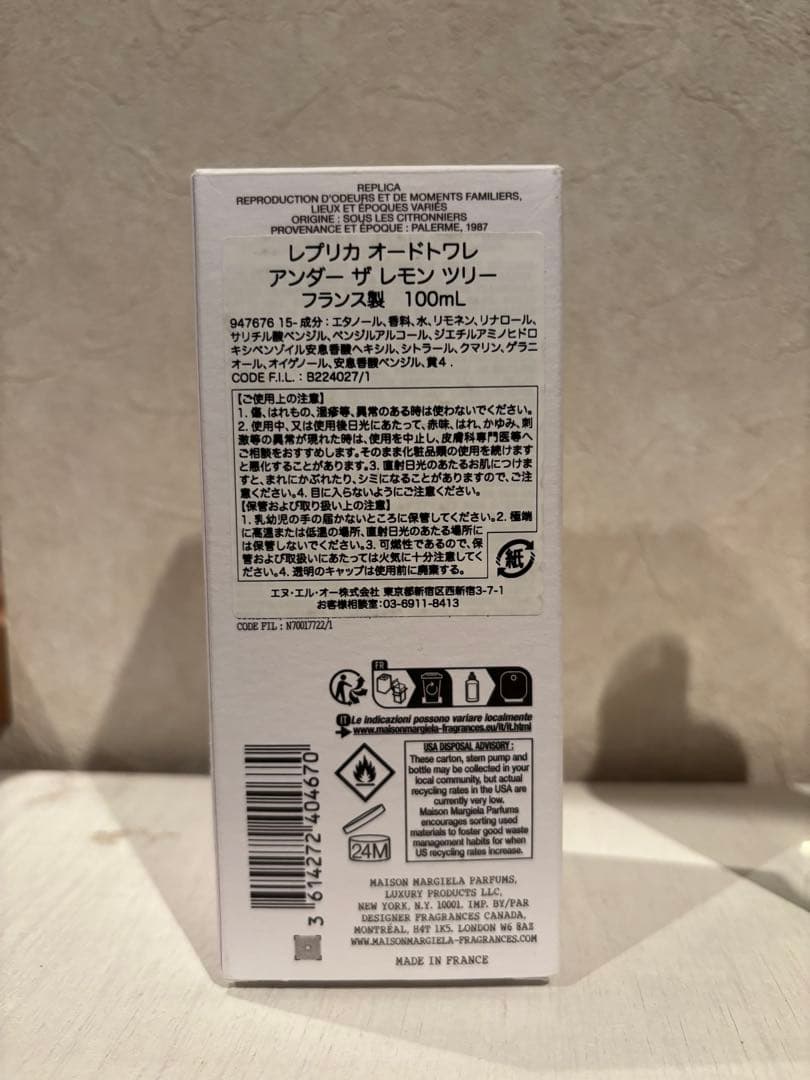 REPLICA
REPRODUCTION D'ODEURS ET DE MOMENTS FAMILIERS,
LIEUX ET ÉPOQUES VARIÉS
ORIGINE : SOUS LES CITRONNIERS
PROVENANCE ET ÉPOQUE : PALERME, 1987
レプリカ オードトワレ
アンダー ザ レモン ツリー
フランス製 100mL
947676 15- 成分：エタノール、香料、水、リモネン、リナロール、
サリチル酸ベンジル、ベンジルアルコール、ジエチルアミノヒドロ
キシベンゾイル安息香酸ヘキシル、シトラール、クマリン、ゲラニ
オール、オイゲノール、安息香酸ベンジル、黄4 .
CODE F.I.L. : B224027/1
【ご使用上の注意】
1. 傷、はれもの、湿疹等、異常のある時は使わないでください。
2. 使用中、又は使用後日光にあたって、赤味、はれ、かゆみ、刺
激等の異常が現れた時は、使用を中止し、皮膚科専門医等へ
ご相談をおすすめします。そのまま化粧品類の使用を続けます
と悪化することがあります。3. 直射日光のあたるお肌につけま
すと、まれにかぶれたり、シミになることがありますので、ご注
意ください。4. 目に入らないようにご注意ください。
【保管および取り扱い上の注意】
1. 乳幼児の手の届かないところに保管してください。2. 極端
に高温または低温の場所、直射日光のあたる場所に
は保管しないでください。3. 可燃性であるので、保
管および取扱いにあたっては火気に十分注意してく
ださい。4. 透明のキャップは使用前に廃棄する。
紙
エヌ・エル・オー株式会社 東京都新宿区西新宿3-7-1
お客様相談室：03-6911-8413
CODE FIL : N70017722/1
FR
IT Le indicazioni possono variare localmente
www.maisonmargiela-fragrances.eu/it/it.html
USA DISPOSAL ADVISORY :
These carton, stem pump and
bottle may be collected in your
local community, but actual
recycling rates in the USA are
currently very low.
Maison Margiela Parfums
encourages sorting used
materials to foster good waste
management habits for when
US recycling rates increase.
24M
3 614272 404670
MAISON MARGIELA PARFUMS,
LUXURY PRODUCTS LLC,
NEW YORK, N.Y. 10001. IMP. BY/PAR
DESIGNER FRAGRANCES CANADA,
MONTRÉAL, H4T 1K5. LONDON W6 8AZ
WWW.MAISONMARGIELA-FRAGRANCES.COM
MADE IN FRANCE